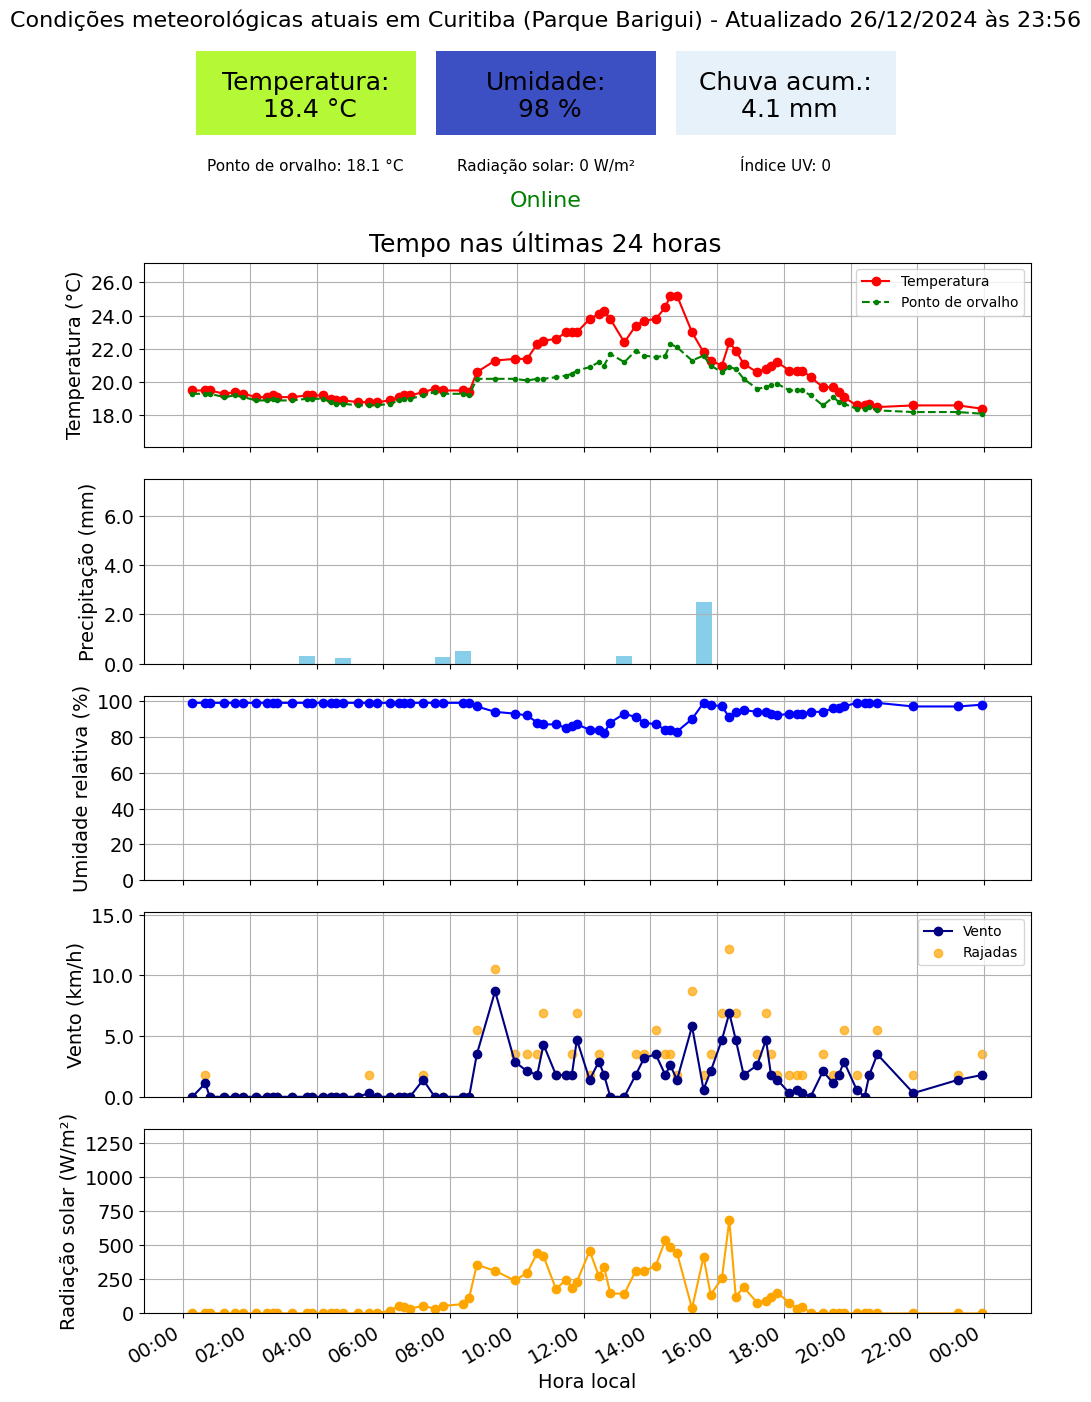 Condições meteorológicas atuais em Curitiba (Parque Barigui) - Atualizado 26/12/2024 às 23:56
Temperatura:
18.4 °C
Umidade:
98 %
Chuva acum.:
4.1 mm
Ponto de orvalho: 18.1 °C
Radiação solar: 0 W/m²
Índice UV: 0
Online
Tempo nas últimas 24 horas
Temperatura (°C)
26.0
24.0
22.0
20.0
18.0
Temperatura
Ponto de orvalho
Precipitação (mm)
6.0
4.0
2.0
0.0
Umidade relativa (%)
100
80
60
40
20
0
Vento (km/h)
15.0
10.0
5.0
0.0
Vento
Rajadas
Radiação solar (W/m²)
1250
1000
750
500
250
0
00:00
02:00
04:00
06:00
08:00
10:00
12:00
14:00
16:00
18:00
20:00
22:00
00:00
Hora local